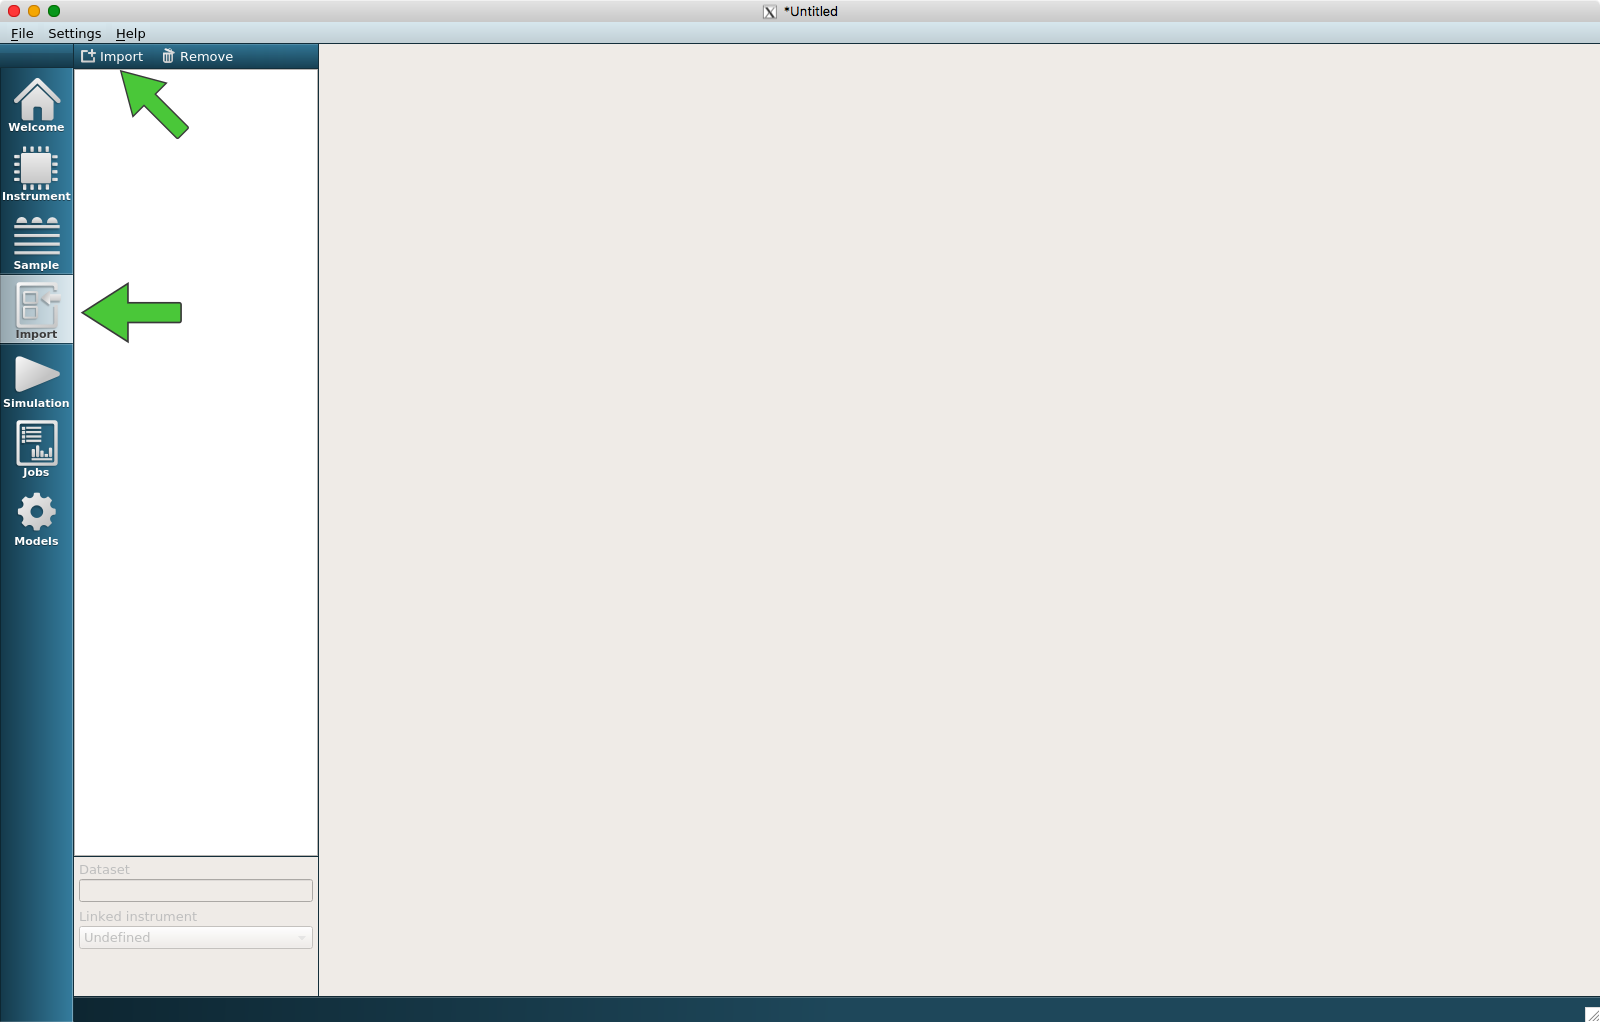 *Untitled
File Settings Help
Import Remove
Welcome
Instrument
Sample
Import
Simulation
Jobs
Models
Dataset
Linked instrument
Undefined